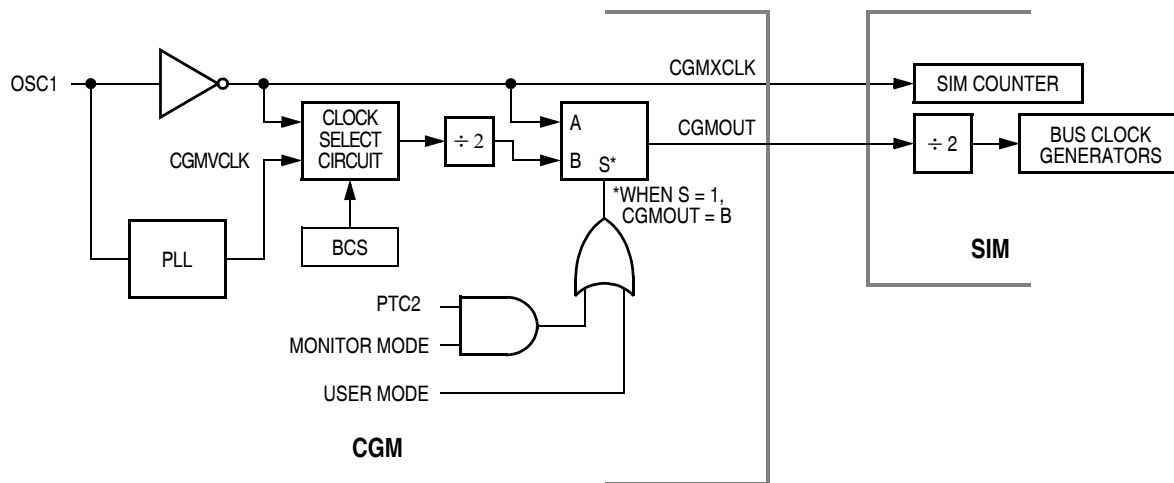 OSC1
CGMXCLK
SIM COUNTER
CLOCK
SELECT
CIRCUIT
÷ 2
A
B
S*
CGMOUT
÷ 2
BUS CLOCK
GENERATORS
CGMVCLK
*WHEN S = 1,
CGMOUT = B
PLL
BCS
SIM
PTC2
MONITOR MODE
USER MODE
CGM